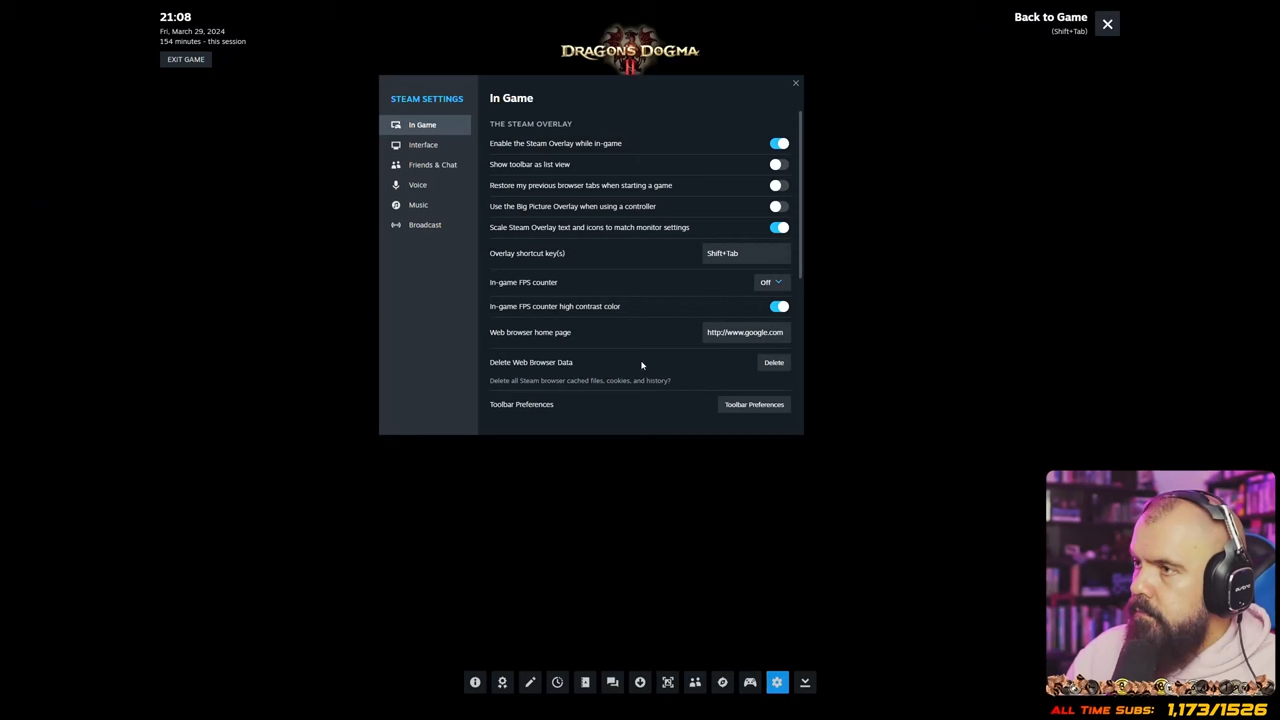 21:08
Fri, March 29, 2024
154 minutes - this session
EXIT GAME
DRAGON'S DOGMA
II
Back to Game
(Shift+Tab)
STEAM SETTINGS
In Game
Interface
Friends & Chat
Voice
Music
Broadcast
In Game
THE STEAM OVERLAY
Enable the Steam Overlay while in-game
Show toolbar as list view
Restore my previous browser tabs when starting a game
Use the Big Picture Overlay when using a controller
Scale Steam Overlay text and icons to match monitor settings
Overlay shortcut key(s) Shift+Tab
In-game FPS counter Off
In-game FPS counter high contrast color
Web browser home page http://www.google.com
Delete Web Browser Data Delete
Delete all Steam browser cached files, cookies, and history?
Toolbar Preferences Toolbar Preferences
ALL TIME SUBS: 1,173/1526